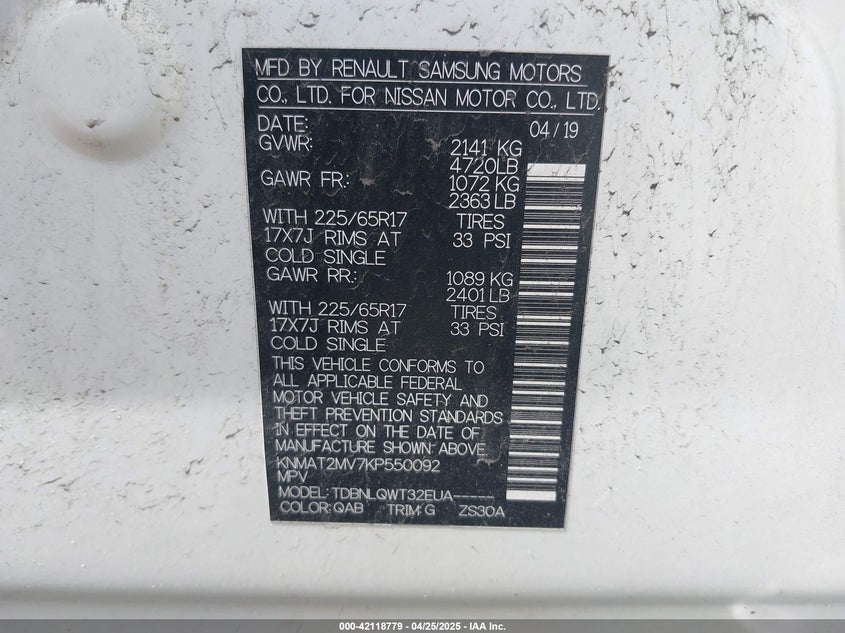 MFD BY RENAULT SAMSUNG MOTORS
CO., LTD. FOR NISSAN MOTOR CO., LTD.
DATE: 04/19
GVWR: 2141 KG
4720LB
GAWR FR.: 1072 KG
2363 LB
WITH 225/65R17 TIRES
17X7J RIMS AT 33 PSI
COLD SINGLE
GAWR RR.: 1089 KG
2401 LB
WITH 225/65R17 TIRES
17X7J RIMS AT 33 PSI
COLD SINGLE
THIS VEHICLE CONFORMS TO
ALL APPLICABLE FEDERAL
MOTOR VEHICLE SAFETY AND
THEFT PREVENTION STANDARDS
IN EFFECT ON THE DATE OF
MANUFACTURE SHOWN ABOVE
KNMAT2MV7KP550092
MPV
MODEL: TDBNLQWT32EUA-----
COLOR: QAB TRIM: G ZS30A
000-42118779 - 04/25/2025 - IAA Inc.